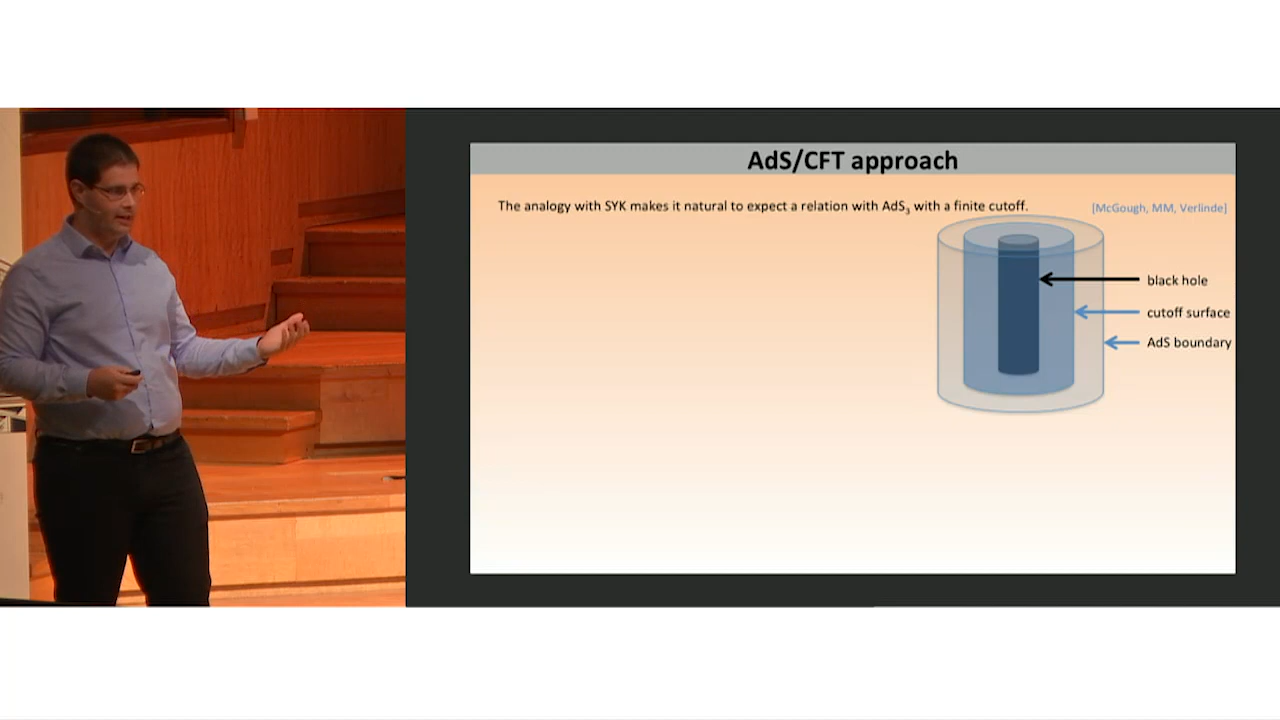 AdS/CFT approach
The analogy with SYK makes it natural to expect a relation with AdS₃ with a finite cutoff.
[McGough, MM, Verlinde]
black hole
cutoff surface
AdS boundary